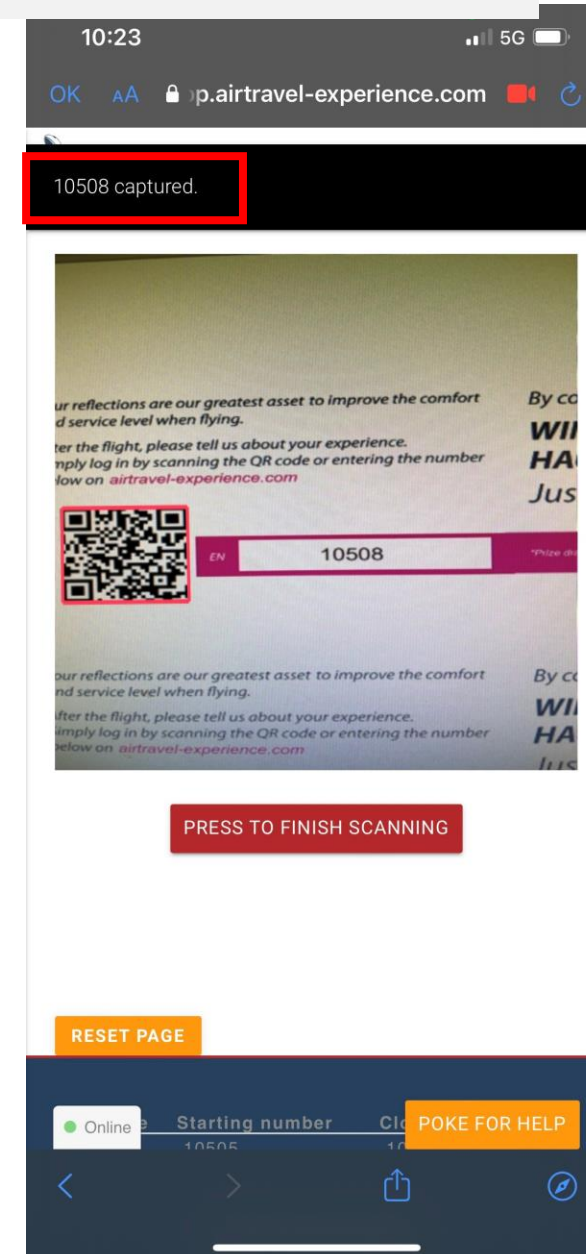 10:23
5G
OK AA p.airtravel-experience.com
10508 captured.
ur reflections are our greatest asset to improve the comfort
d service level when flying.
ter the flight, please tell us about your experience.
mply log in by scanning the QR code or entering the number
low on airtravel-experience.com
By co
WII
HA
Jus
EN 10508
our reflections are our greatest asset to improve the comfort
nd service level when flying.
fter the flight, please tell us about your experience.
imply log in by scanning the QR code or entering the number
below on airtravel-experience.com
By co
WII
HA
PRESS TO FINISH SCANNING
RESET PAGE
Online Starting number Clo POKE FOR HELP
10505